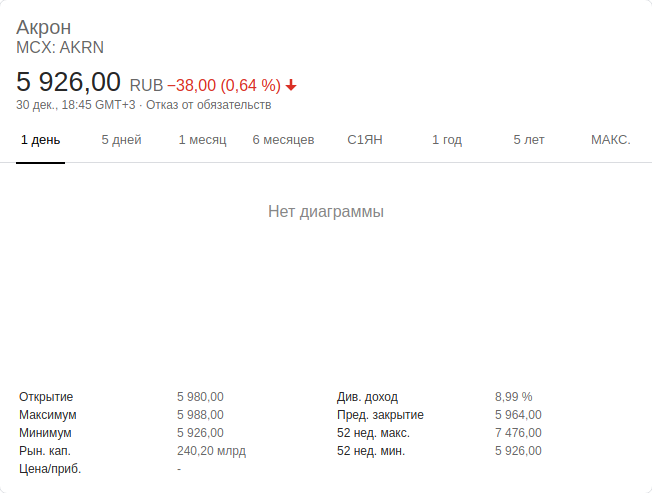 Акрон
MCX: AKRN
5 926,00 RUB −38,00 (0,64 %)
30 дек., 18:45 GMT+3 · Отказ от обязательств
1 день 5 дней 1 месяц 6 месяцев С1ЯН 1 год 5 лет МАКС.
Нет диаграммы
Открытие 5 980,00 Див. доход 8,99 %
Максимум 5 988,00 Пред. закрытие 5 964,00
Минимум 5 926,00 52 нед. макс. 7 476,00
Рын. кап. 240,20 млрд 52 нед. мин. 5 926,00
Цена/приб. -